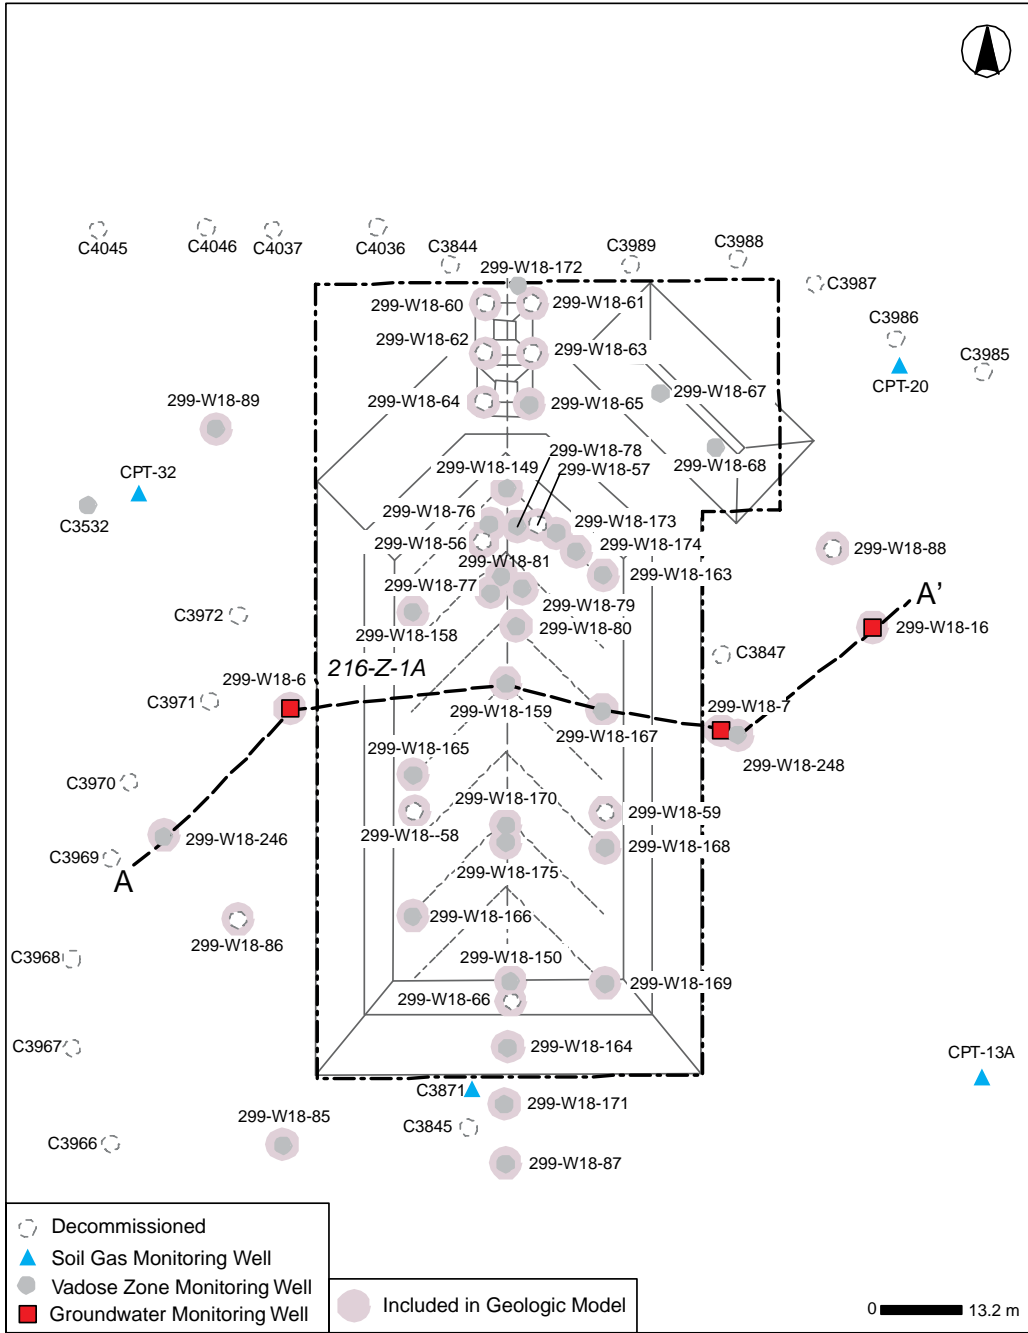 C4045
C4046
C4037
C4036
C3844
C3989
C3988
299-W18-172
C3987
299-W18-60
299-W18-61
C3986
299-W18-62
299-W18-63
C3985
CPT-20
299-W18-89
299-W18-64
299-W18-65
299-W18-67
299-W18-78
CPT-32
299-W18-149
299-W18-57
299-W18-68
C3532
299-W18-76
299-W18-173
299-W18-56
299-W18-174
299-W18-88
299-W18-81
299-W18-163
299-W18-77
299-W18-79
A’
C3972
299-W18-158
299-W18-80
299-W18-16
C3847
216-Z-1A
299-W18-6
C3971
299-W18-7
299-W18-159
299-W18-167
299-W18-165
299-W18-248
C3970
299-W18-170
299-W18--58
299-W18-59
299-W18-246
299-W18-168
C3969
299-W18-175
A
299-W18-166
299-W18-86
C3968
299-W18-150
299-W18-169
299-W18-66
C3967
299-W18-164
CPT-13A
C3871
299-W18-171
299-W18-85
C3845
C3966
299-W18-87
Decommissioned
Soil Gas Monitoring Well
Vadose Zone Monitoring Well
Groundwater Monitoring Well
Included in Geologic Model
0 13.2 m